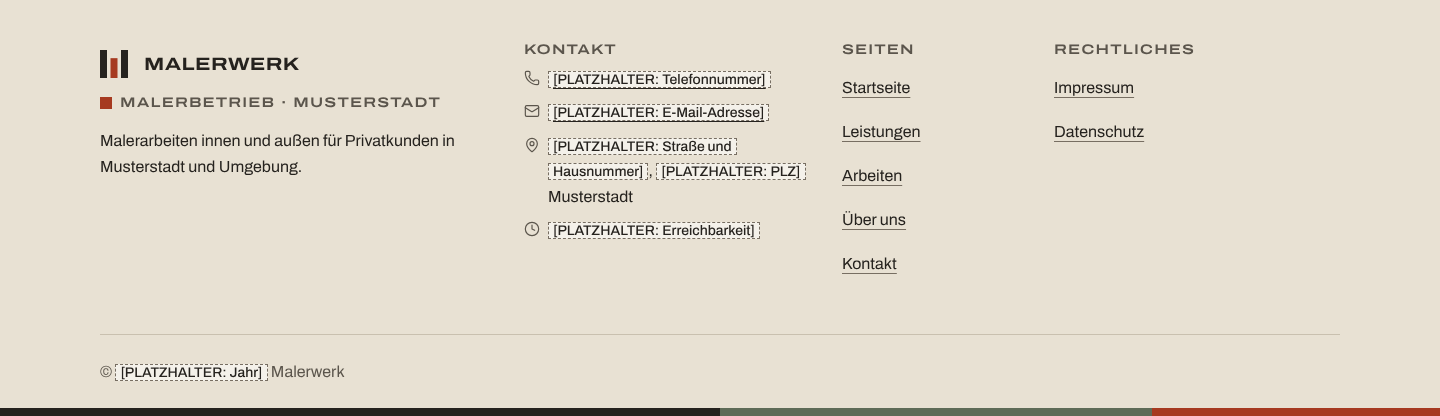 MALERWERK
MALERBETRIEB · MUSTERSTADT
Malerarbeiten innen und außen für Privatkunden in
Musterstadt und Umgebung.
KONTAKT
[PLATZHALTER: Telefonnummer]
[PLATZHALTER: E-Mail-Adresse]
[PLATZHALTER: Straße und
Hausnummer], [PLATZHALTER: PLZ]
Musterstadt
[PLATZHALTER: Erreichbarkeit]
SEITEN
Startseite
Leistungen
Arbeiten
Über uns
Kontakt
RECHTLICHES
Impressum
Datenschutz
© [PLATZHALTER: Jahr] Malerwerk